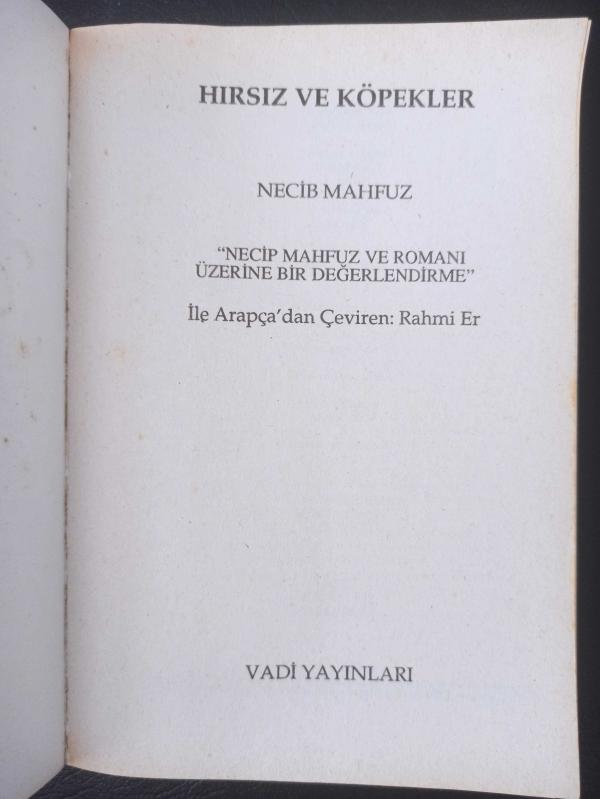 HIRSIZ VE KÖPEKLER
NECİB MAHFUZ
“NECİP MAHFUZ VE ROMANI
ÜZERİNE BİR DEĞERLENDİRME”
İle Arapça’dan Çeviren: Rahmi Er
VADİ YAYINLARI